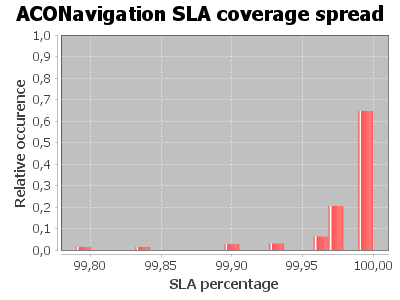 ACONavigation SLA coverage spread
1,0
0,9
0,8
0,7
0,6
0,5
0,4
0,3
0,2
0,1
0,0
Relative occurence
99,80 99,85 99,90 99,95 100,00
SLA percentage